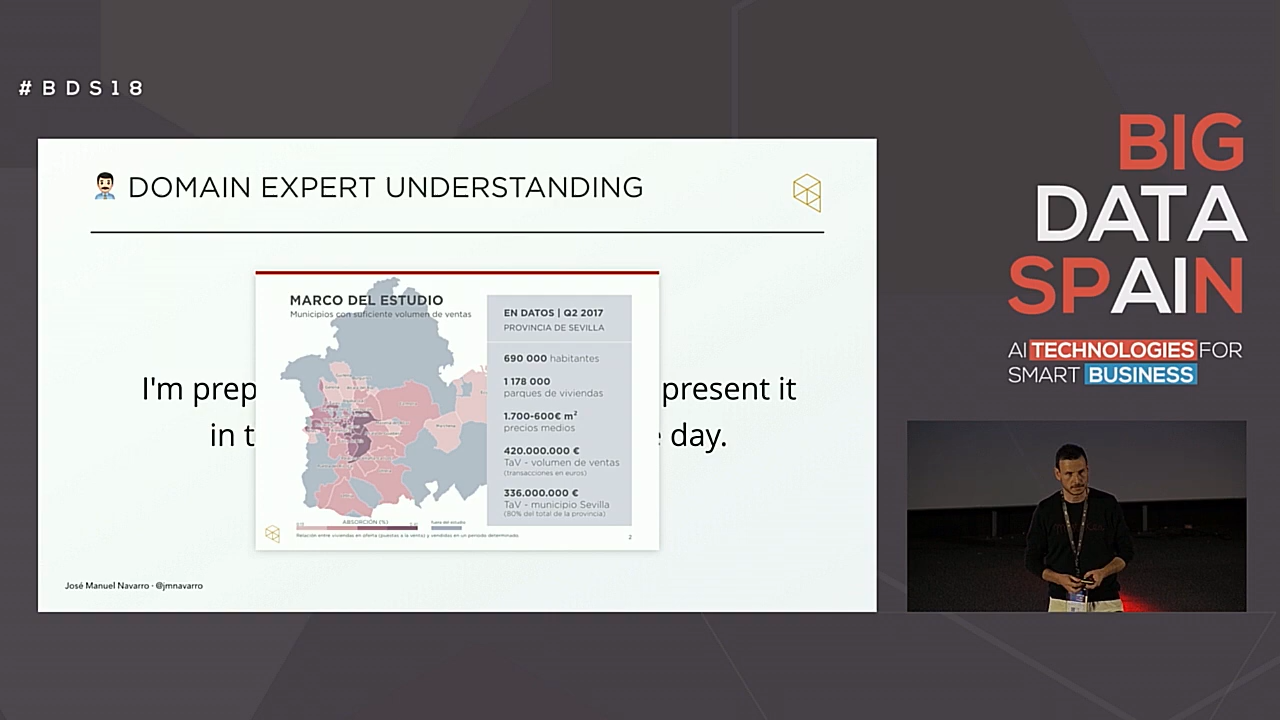 #BDS18
BIG
DATA
SPAIN
AI TECHNOLOGIES FOR
SMART BUSINESS
DOMAIN EXPERT UNDERSTANDING
I'm prep present it
in t day.
MARCO DEL ESTUDIO
Municipios con suficiente volumen de ventas
EN DATOS | Q2 2017
PROVINCIA DE SEVILLA
690 000 habitantes
1 178 000
parques de viviendas
1.700-600€ m²
precios medios
420.000.000 €
TaV - volumen de ventas
(transacciones en euros)
336.000.000 €
TaV - municipio Sevilla
(80% del total de la provincia)
ABSORCIÓN (%)
Fuera del estudio
Relación entre viviendas en oferta (puestas a la venta) y vendidas en un periodo determinado.
2
José Manuel Navarro · @jmnavarro